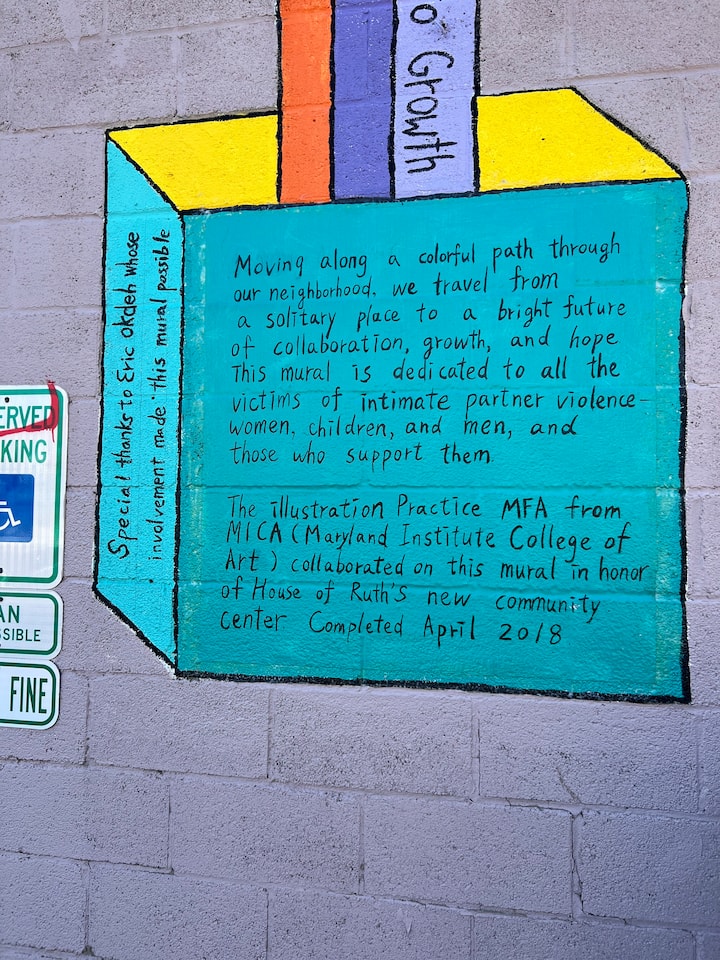 to Growth
Special thanks to Eric Okdeh whose
involvement made this mural possible
Moving along a colorful path through
our neighborhood, we travel from
a solitary place to a bright future
of collaboration, growth, and hope
This mural is dedicated to all the
victims of intimate partner violence-
women, children, and men, and
those who support them
The illustration Practice MFA from
MICA (Maryland Institute College of
Art) collaborated on this mural in honor
of House of Ruth's new community
center Completed April 2018
ERVED
KING
AN
SSIBLE
FINE